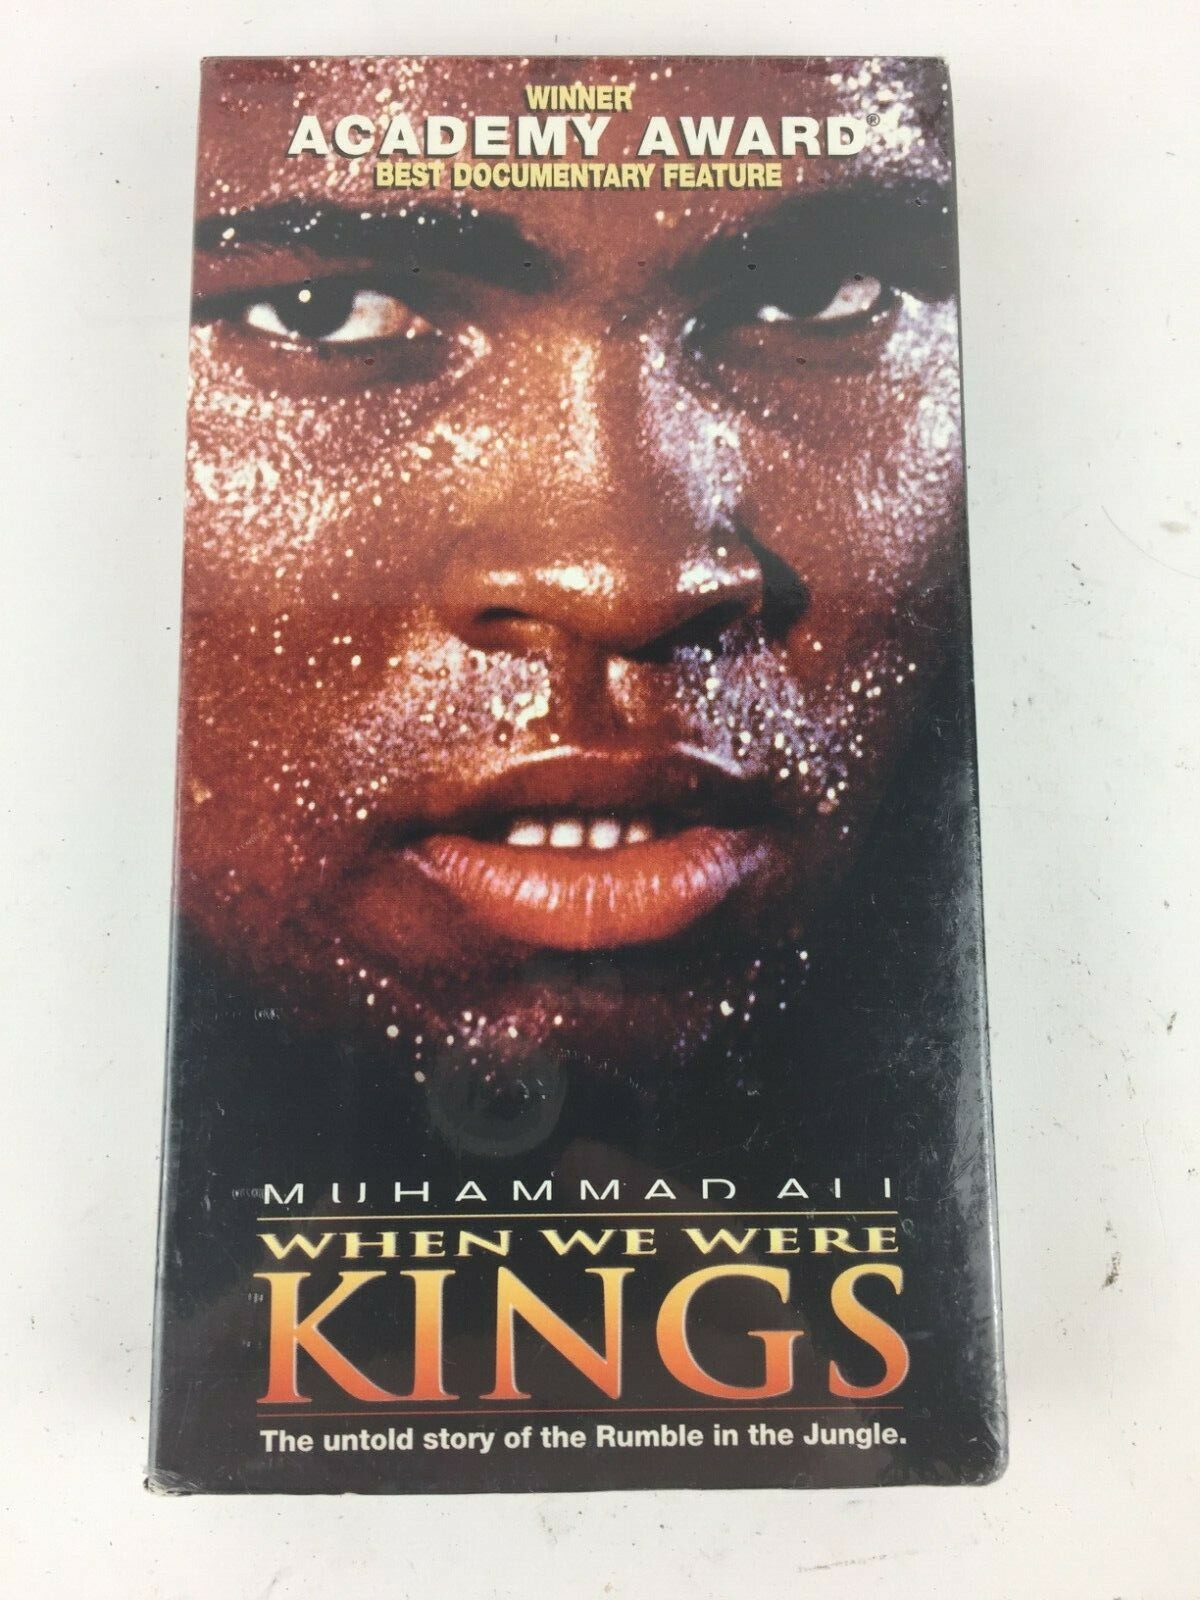 WINNER
ACADEMY AWARD®
BEST DOCUMENTARY FEATURE
MUHAMMAD ALI
WHEN WE WERE
KINGS
The untold story of the Rumble in the Jungle.